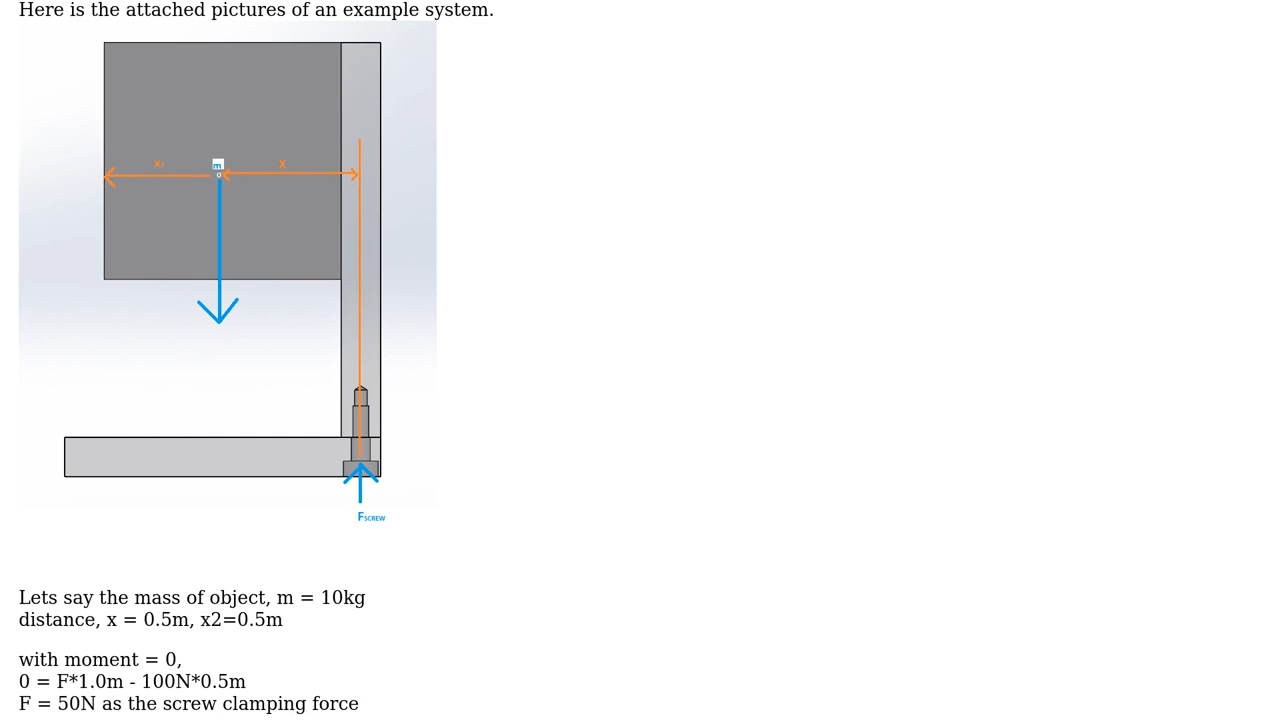 Here is the attached pictures of an example system.
x₂
m
x
FSCREW
Lets say the mass of object, m = 10kg
distance, x = 0.5m, x2=0.5m
with moment = 0,
0 = F*1.0m - 100N*0.5m
F = 50N as the screw clamping force